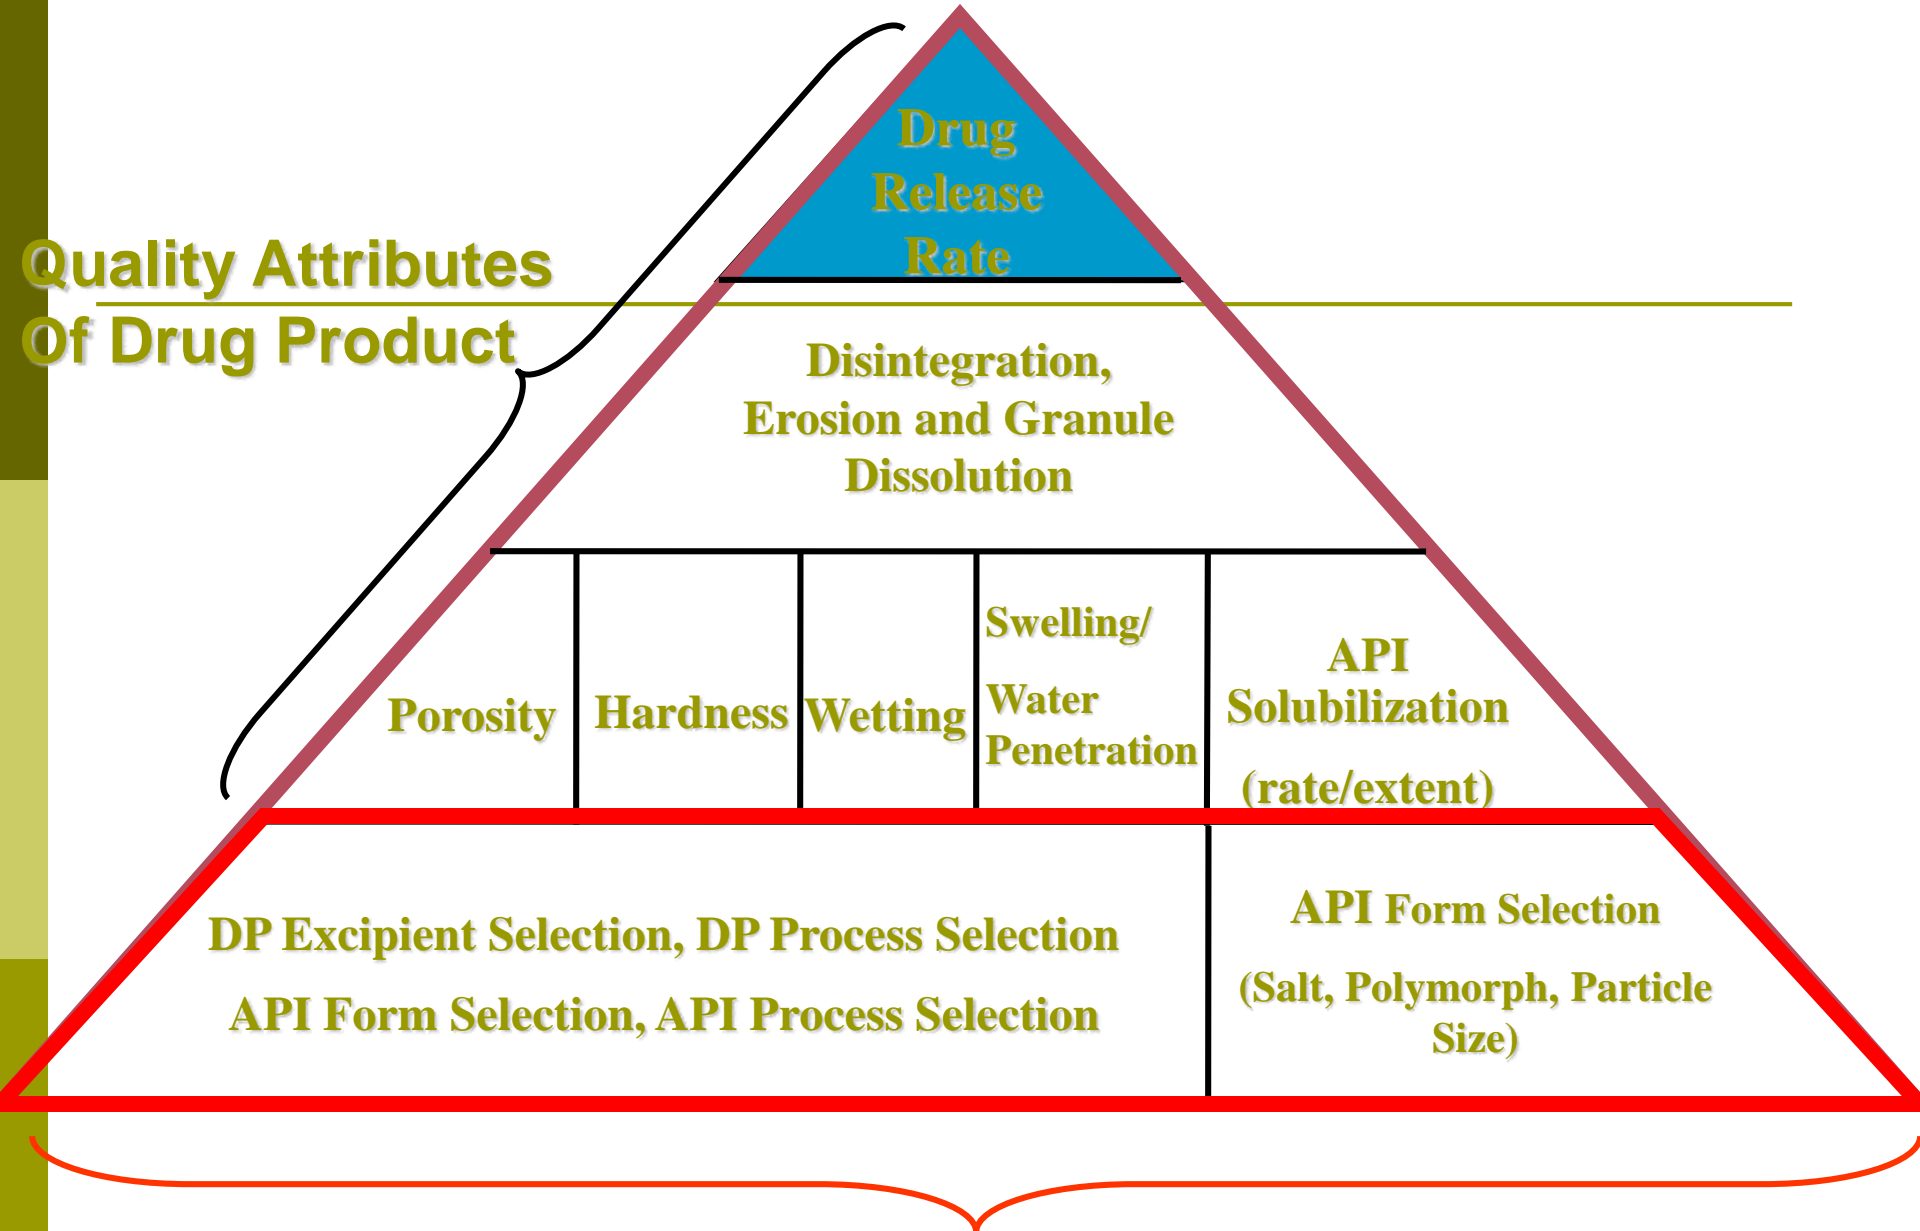 Drug
Release
Rate
Quality Attributes
Of Drug Product
Disintegration,
Erosion and Granule
Dissolution
Porosity
Hardness
Wetting
Swelling/
Water
Penetration
API
Solubilization
(rate/extent)
DP Excipient Selection, DP Process Selection
API Form Selection, API Process Selection
API Form Selection
(Salt, Polymorph, Particle
Size)